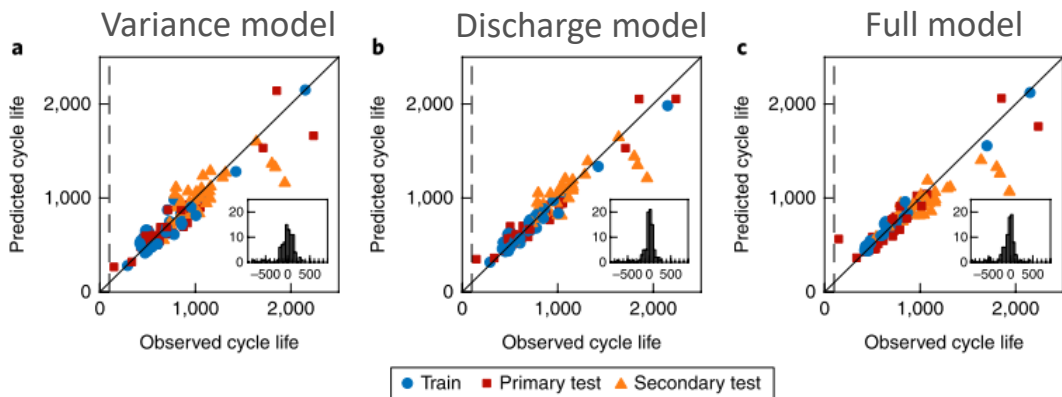 Variance model
Discharge model
Full model
a
b
c
Predicted cycle life
2,000
1,000
0
0
1,000
2,000
Observed cycle life
20
10
0
−500
0
500
Predicted cycle life
2,000
1,000
0
0
1,000
2,000
Observed cycle life
20
10
0
−500
0
500
Predicted cycle life
2,000
1,000
0
0
1,000
2,000
Observed cycle life
20
10
0
−500
0
500
Train
Primary test
Secondary test